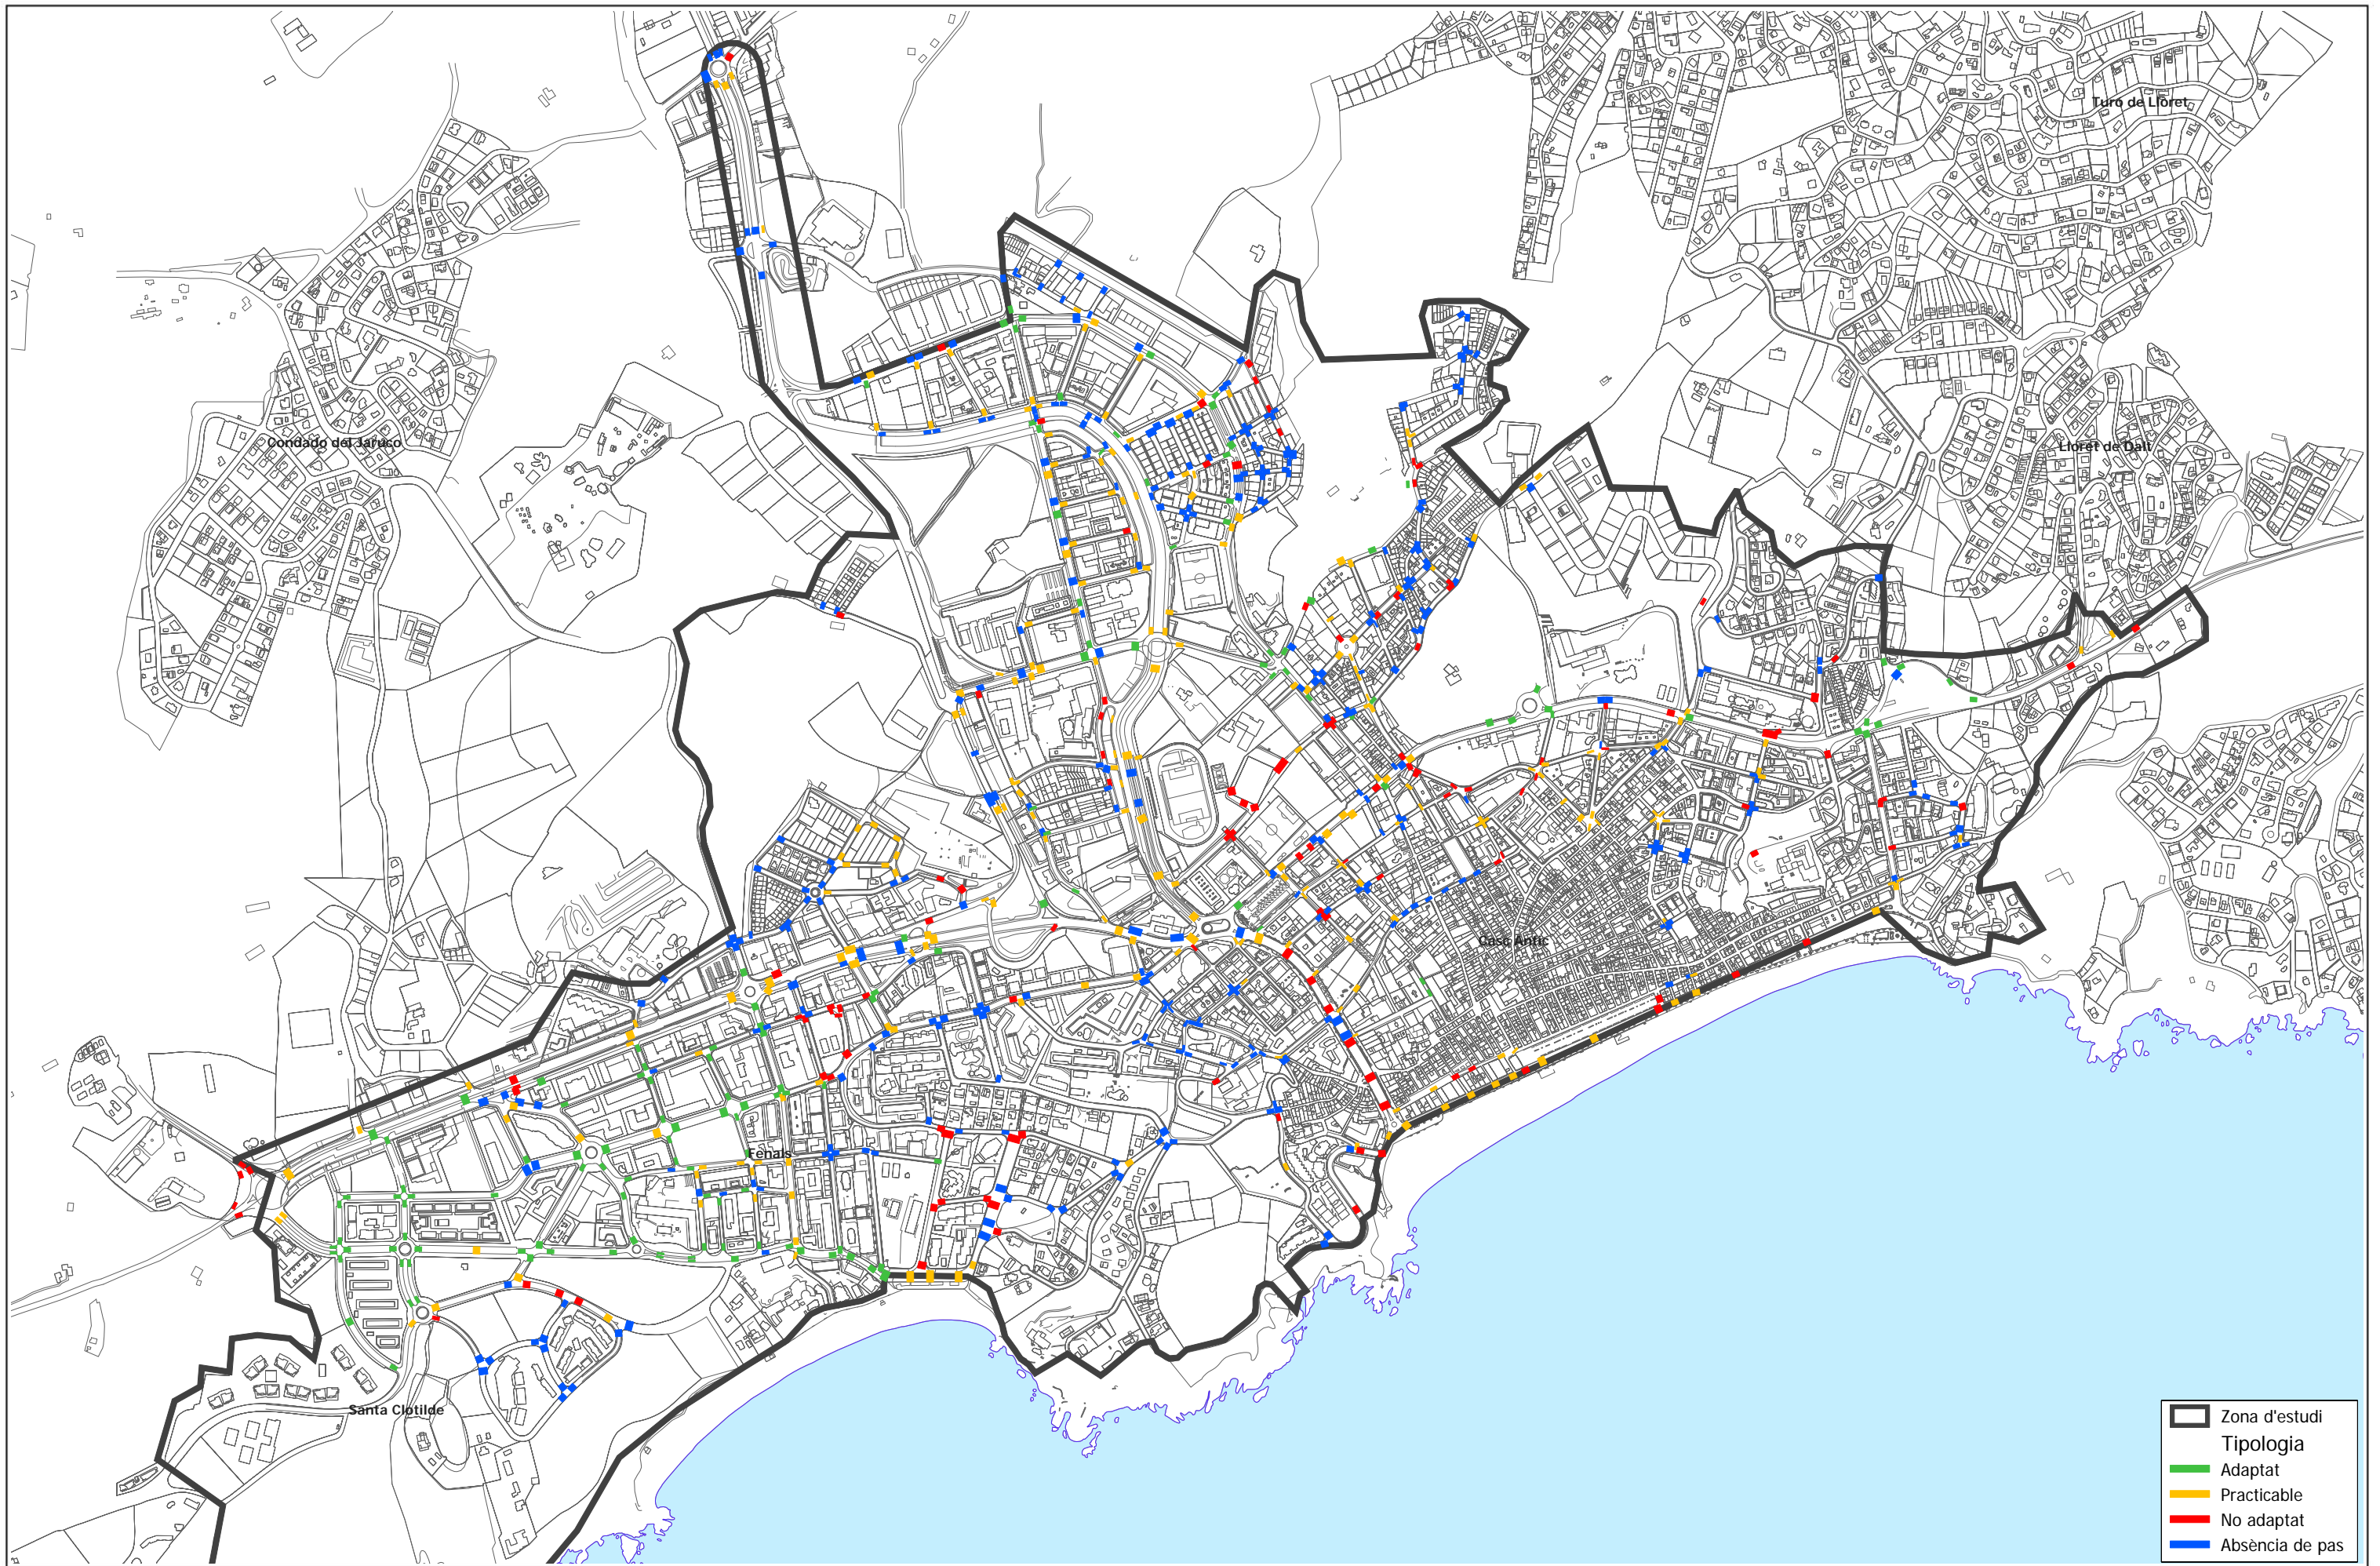 Turó de Lloret
Condado del Jaruco
Lloret de Dalt
Casc Antic
Fenals
Santa Clotilde
Zona d'estudi
Tipologia
Adaptat
Practicable
No adaptat
Absència de pas